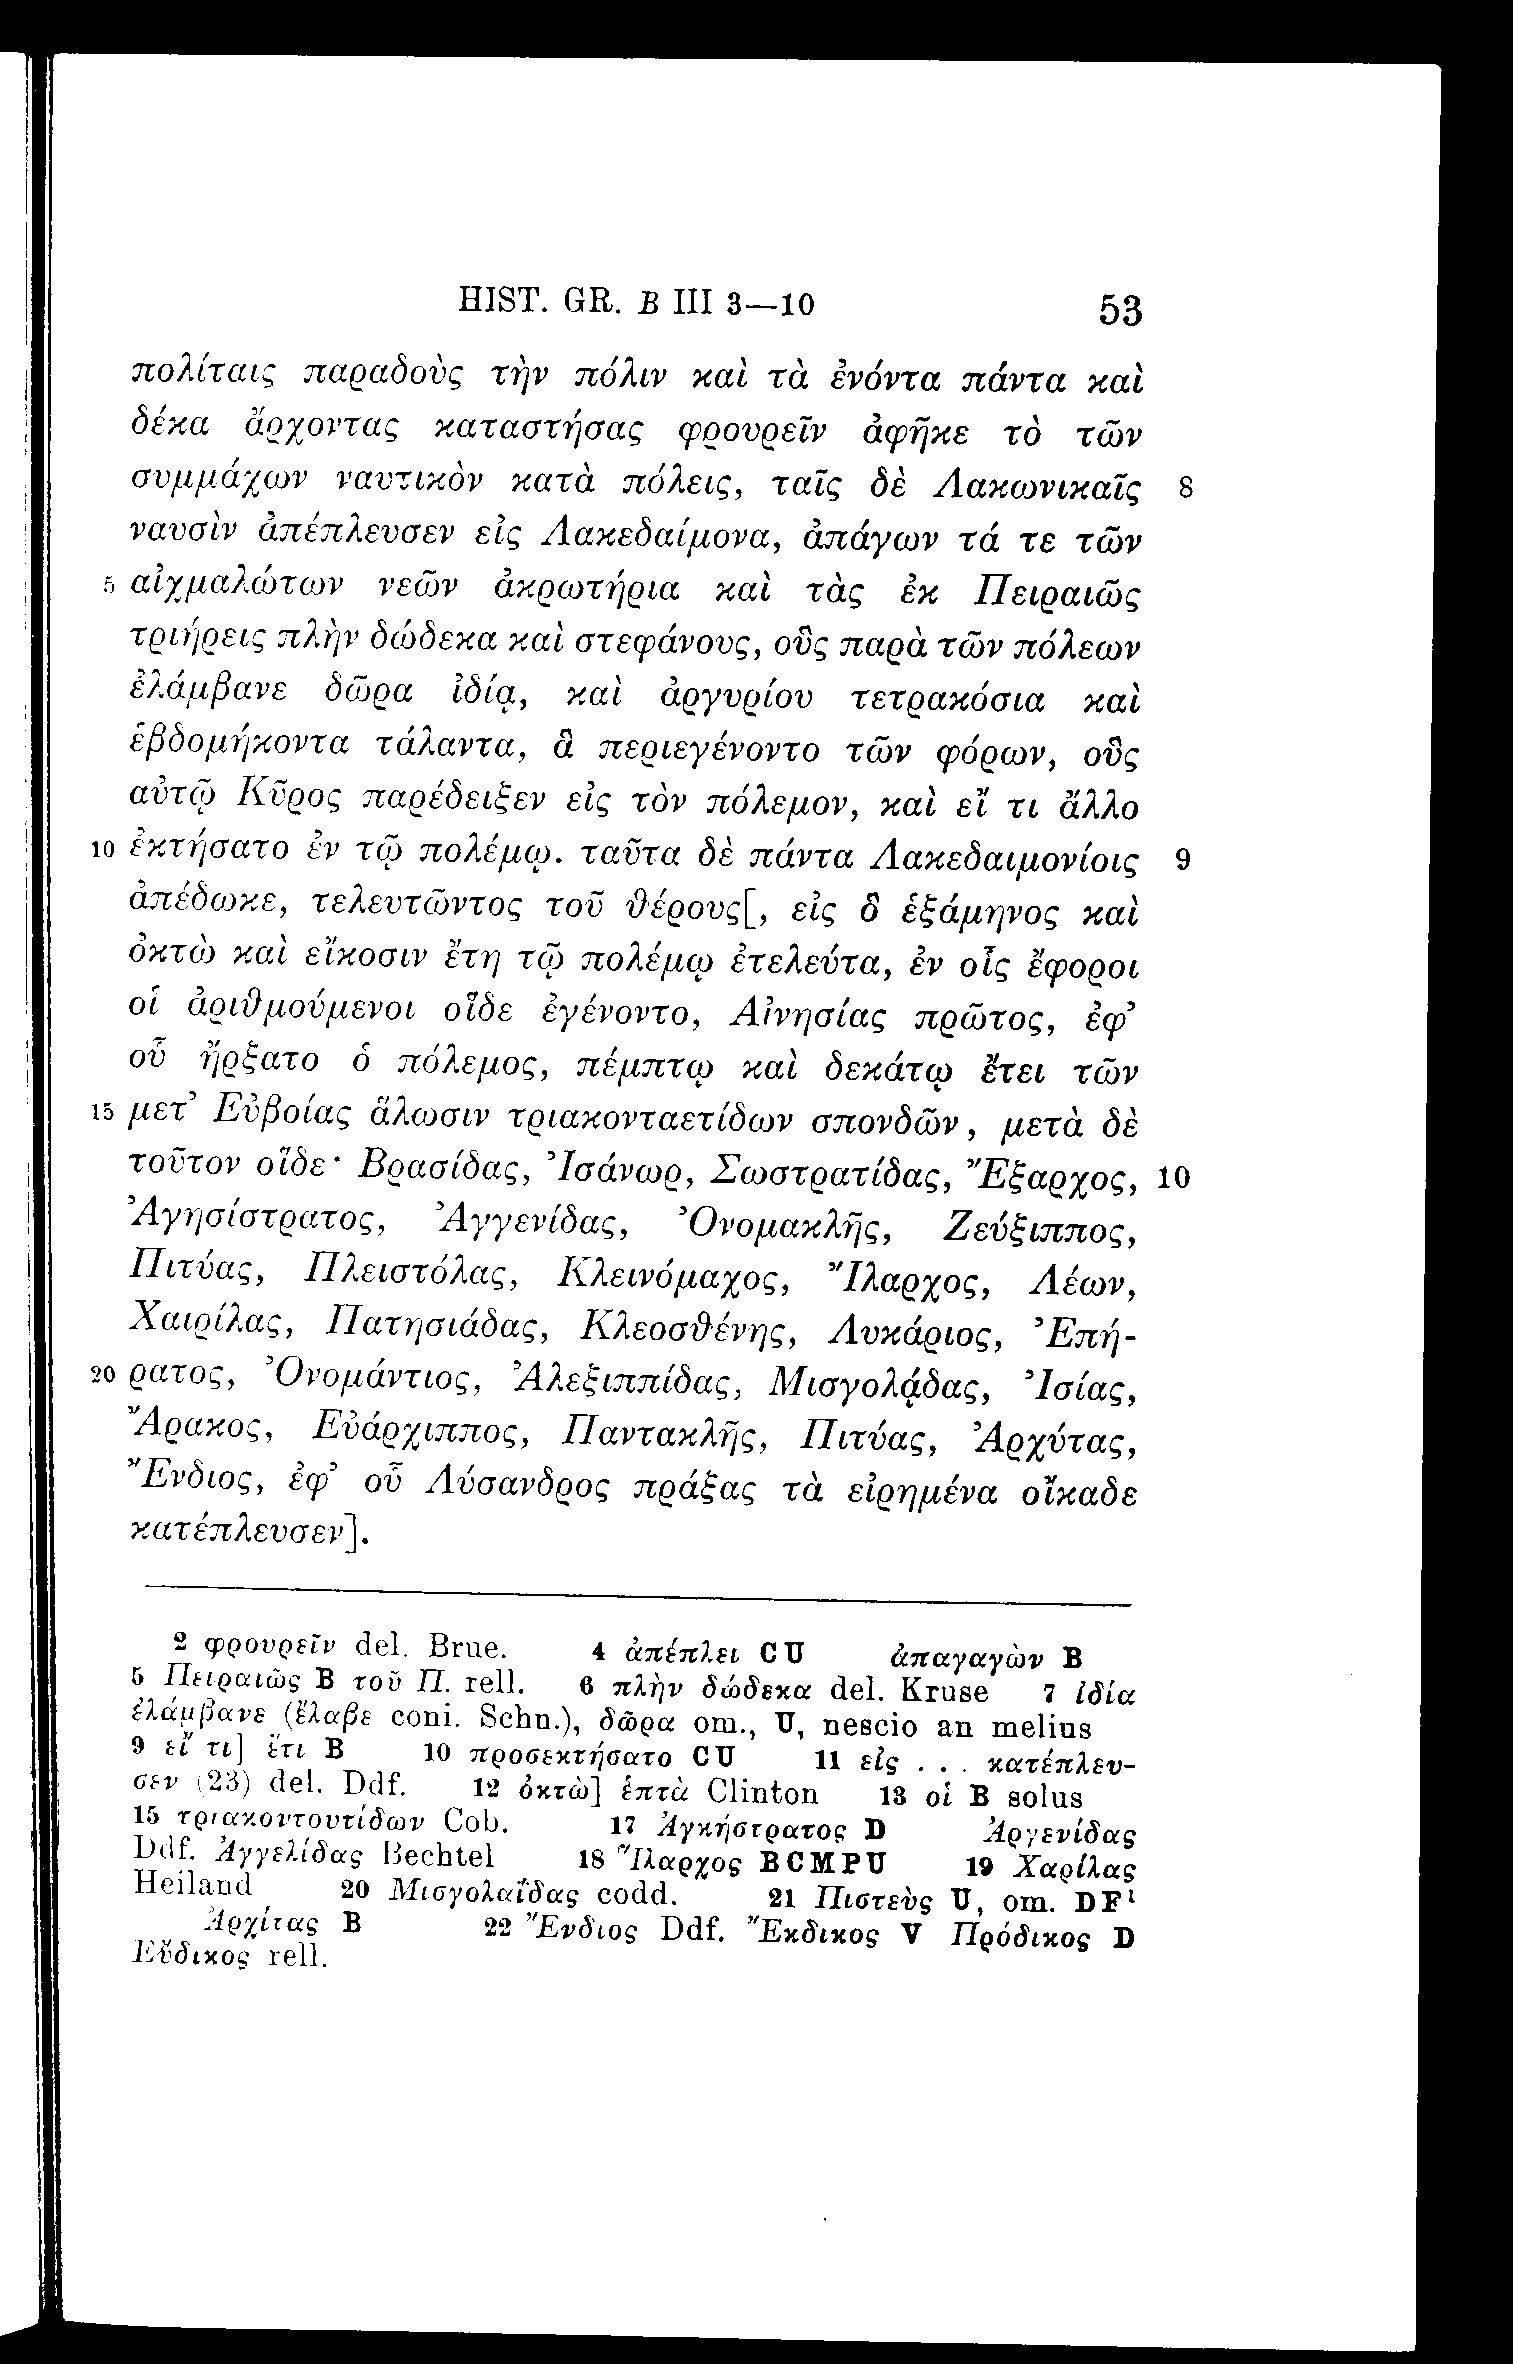 HIST. GR. B III 3—10 53
πολίταις παραδοὺς τὴν πόλιν καὶ τὰ ἐνόντα πάντα καὶ
δέκα ἄρχοντας καταστήσας φρουρεῖν ἀφῆκε τὸ τῶν
συμμάχων ναυτικὸν κατὰ πόλεις, ταῖς δὲ Λακωνικαῖς 8
ναυσὶν ἀπέπλευσεν εἰς Λακεδαίμονα, ἀπάγων τά τε τῶν
5 αἰχμαλώτων νεῶν ἀκρωτήρια καὶ τὰς ἐκ Πειραιῶς
τριήρεις πλὴν δώδεκα καὶ στεφάνους, οὓς παρὰ τῶν πόλεων
ἐλάμβανε δῶρα ἰδίᾳ, καὶ ἀργυρίου τετρακόσια καὶ
ἑβδομήκοντα τάλαντα, ἃ περιεγένοντο τῶν φόρων, οὓς
αὐτῷ Κῦρος παρέδειξεν εἰς τὸν πόλεμον, καὶ εἴ τι ἄλλο
10 ἐκτήσατο ἐν τῷ πολέμῳ. ταῦτα δὲ πάντα Λακεδαιμονίοις 9
ἀπέδωκε, τελευτῶντος τοῦ θέρους[, εἰς ὃ ἑξάμηνος καὶ
ὀκτὼ καὶ εἴκοσιν ἔτη τῷ πολέμῳ ἐτελεύτα, ἐν οἷς ἔφοροι
οἱ ἀριθμούμενοι οἵδε ἐγένοντο, Αἰνησίας πρῶτος, ἐφ’
οὗ ἤρξατο ὁ πόλεμος, πέμπτῳ καὶ δεκάτῳ ἔτει τῶν
15 μετ’ Εὐβοίας ἅλωσιν τριακονταετίδων σπονδῶν, μετὰ δὲ
τοῦτον οἵδε· Βρασίδας, Ἰσάνωρ, Σωστρατίδας, Ἔξαρχος, 10
Ἀγησίστρατος, Ἀγγενίδας, Ὀνομακλῆς, Ζεύξιππος,
Πιτύας, Πλειστόλας, Κλεινόμαχος, Ἴλαρχος, Λέων,
Χαιρίλας, Πατησιάδας, Κλεοσθένης, Λυκάριος, Ἐπή-
20 ρατος, Ὀνομάντιος, Ἀλεξιππίδας, Μισγολᾴδας, Ἰσίας,
Ἄρακος, Εὐάρχιππος, Παντακλῆς, Πιτύας, Ἀρχύτας,
Ἔνδιος, ἐφ’ οὗ Λύσανδρος πράξας τὰ εἰρημένα οἴκαδε
κατέπλευσεν].
2 φρουρεῖν del. Brue. 4 ἀπέπλει CU ἀπαγαγὼν B
5 Πειραιῶς B τοῦ Π. rell. 6 πλὴν δώδεκα del. Kruse 7 ἰδία
ἐλάμβανε (ἔλαβε coni. Schn.), δῶρα om., U, nescio an melius
9 εἴ τι] ἔτι B 10 προσεκτήσατο CU 11 εἰς . . . κατέπλευ-
σεν (23) del. Ddf. 12 ὀκτὼ] ἑπτὰ Clinton 13 οἱ B solus
15 τριακοντουτίδων Cob. 17 Ἀγκήστρατος D Ἀργενίδας
Ddf. Ἀγγελίδας Bechtel 18 Ἵλαρχος BCMPU 19 Χαρίλας
Heiland 20 Μισγολαΐδας codd. 21 Πιστεὺς U, om. DF¹
Ἀρχίτας B 22 Ἔνδιος Ddf. Ἔκδικος V Πρόδικος D
Εὔδικος rell.